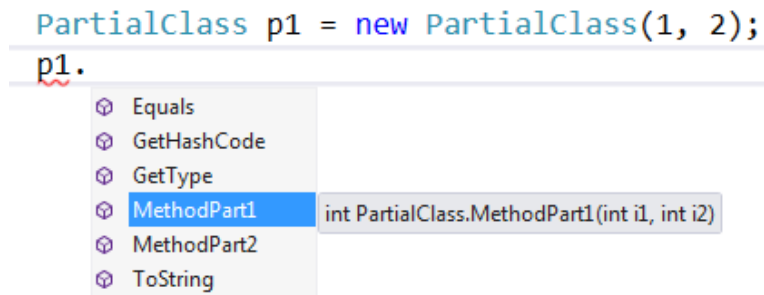 PartialClass p1 = new PartialClass(1, 2);
p1.
Equals
GetHashCode
GetType
MethodPart1 int PartialClass.MethodPart1(int i1, int i2)
MethodPart2
ToString